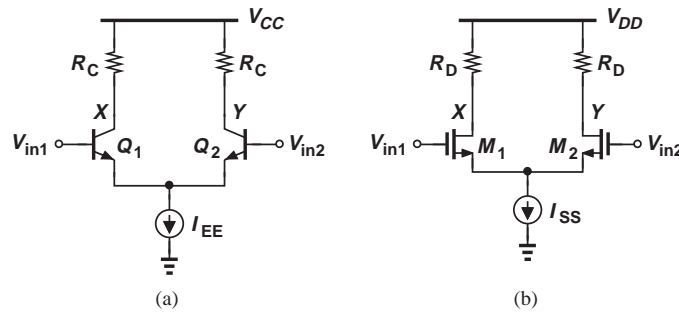 V_CC
V_DD
R_C
R_C
R_D
R_D
X
Y
X
Y
V_in1
Q_1
Q_2
V_in2
V_in1
M_1
M_2
V_in2
I_EE
I_SS
(a)
(b)